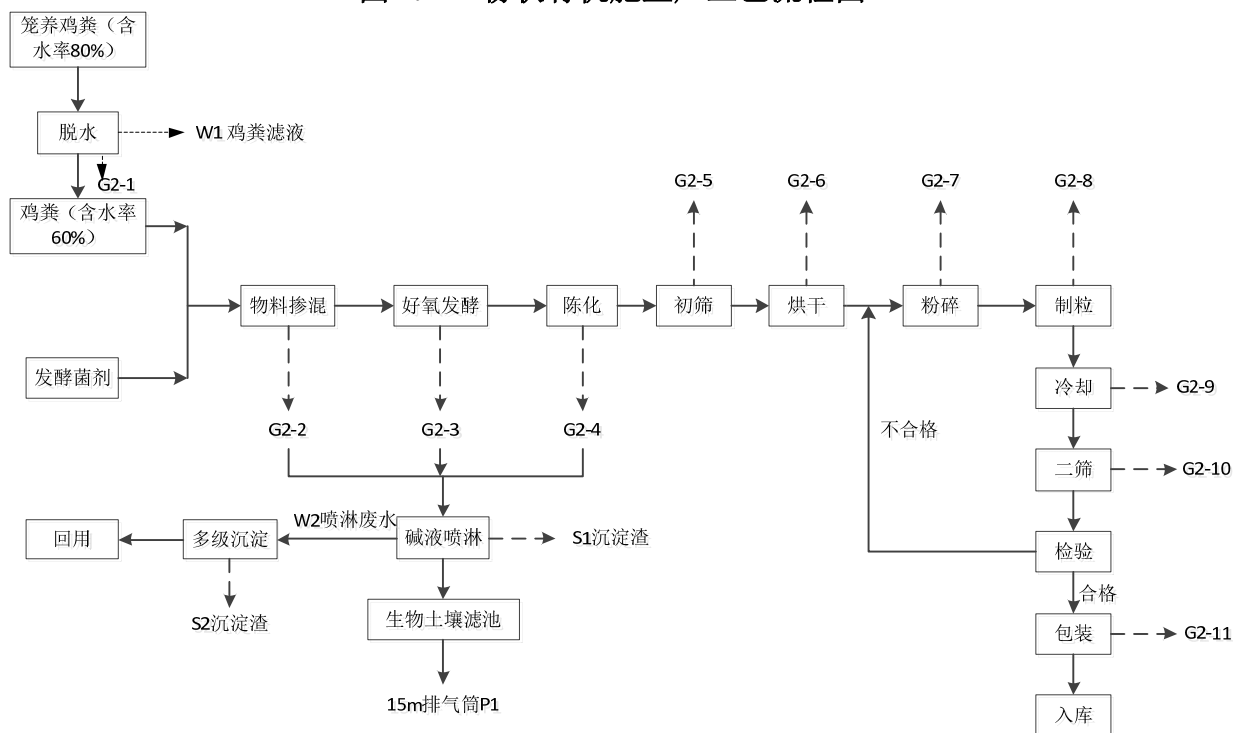 笼养鸡粪（含
水率80%）
脱水
W1 鸡粪滤液
G2-1
鸡粪（含水率
60%）
发酵菌剂
物料掺混
好氧发酵
陈化
初筛
烘干
粉碎
制粒
G2-5
G2-6
G2-7
G2-8
G2-2
G2-3
G2-4
冷却
G2-9
不合格
二筛
G2-10
检验
合格
包装
G2-11
入库
碱液喷淋
S1沉淀渣
W2喷淋废水
多级沉淀
回用
S2沉淀渣
生物土壤滤池
15m排气筒P1